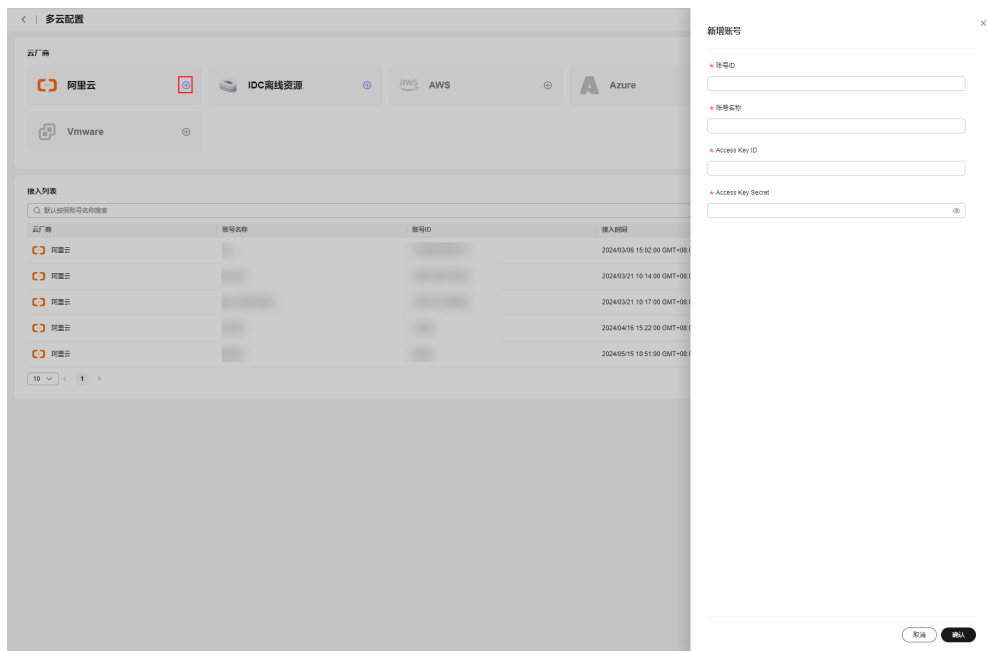 多云配置
云厂商
阿里云
IDC离线资源
aws AWS
Azure
Vmware
接入列表
默认按照账号名称搜索
云厂商 账号名称 账号ID 接入时间
阿里云 2024/03/06 15:02:00 GMT+08:0
阿里云 2024/03/21 10:14:00 GMT+08:0
阿里云 2024/03/21 10:17:00 GMT+08:0
阿里云 2024/04/16 15:22:00 GMT+08:0
阿里云 2024/05/15 10:51:00 GMT+08:0
10 1
新增账号
* 账号ID
* 账号名称
* Access Key ID
* Access Key Secret
取消 确认